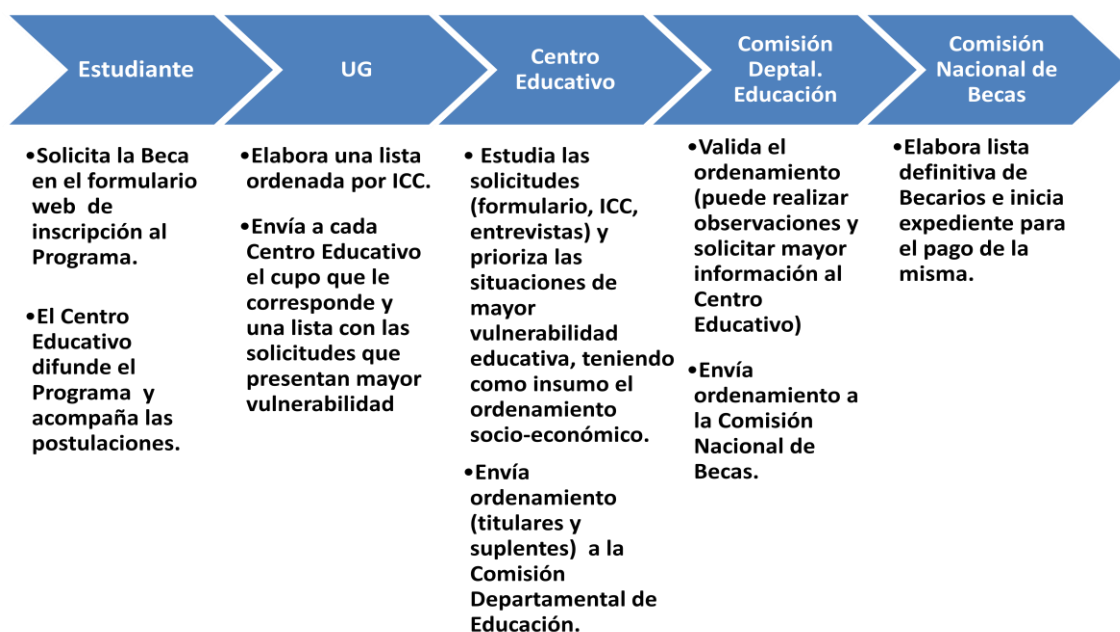 Estudiante
UG
Centro
Educativo
Comisión
Deptal.
Educación
Comisión
Nacional de
Becas
•Solicita la Beca
en el formulario
web de
inscripción al
Programa.
•El Centro
Educativo
difunde el
Programa y
acompaña las
postulaciones.
•Elabora una lista
ordenada por ICC.
•Envía a cada
Centro Educativo
el cupo que le
corresponde y
una lista con las
solicitudes que
presentan mayor
vulnerabilidad
• Estudia las
solicitudes
(formulario, ICC,
entrevistas) y
prioriza las
situaciones de
mayor
vulnerabilidad
educativa, teniendo
como insumo el
ordenamiento
socio-económico.
•Envía
ordenamiento
(titulares y
suplentes) a la
Comisión
Departamental de
Educación.
•Valida el
ordenamiento
(puede realizar
observaciones y
solicitar mayor
información al
Centro
Educativo)
•Envía
ordenamiento a
la Comisión
Nacional de
Becas.
•Elabora lista
definitiva de
Becarios e inicia
expediente para
el pago de la
misma.